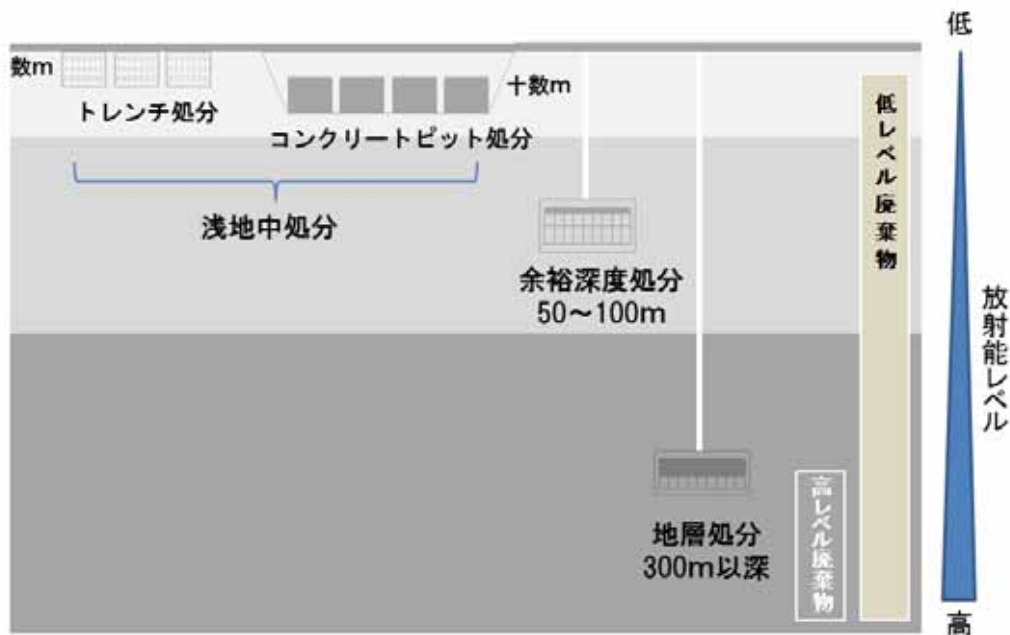 低
数m
トレンチ処分
十数m
コンクリートピット処分
浅地中処分
余裕深度処分
50～100m
地層処分
300m以深
高レベル廃棄物
低レベル廃棄物
放射能レベル
高